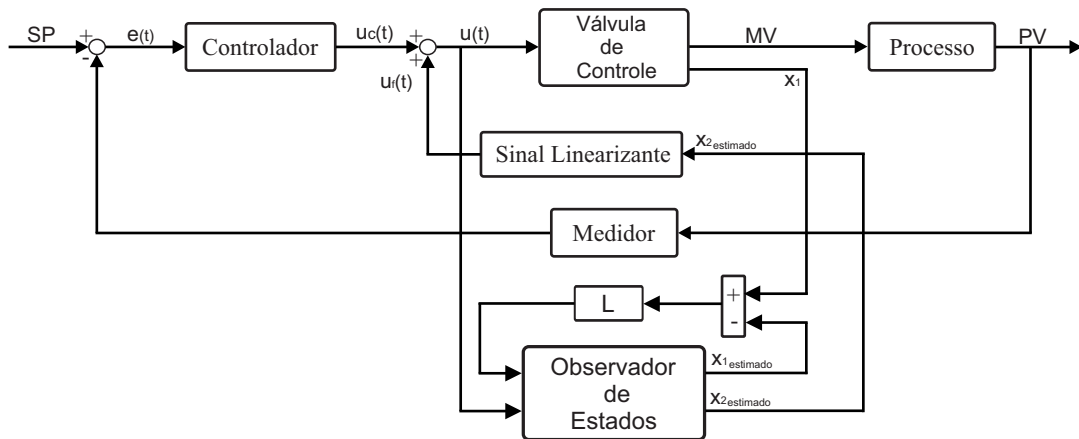 SP
+
-
e(t)
Controlador
uc(t)
+
+
uf(t)
u(t)
Válvula
de
Controle
MV
x1
Processo
PV
Sinal Linearizante
x2estimado
Medidor
L
+
-
Observador
de
Estados
x1estimado
x2estimado